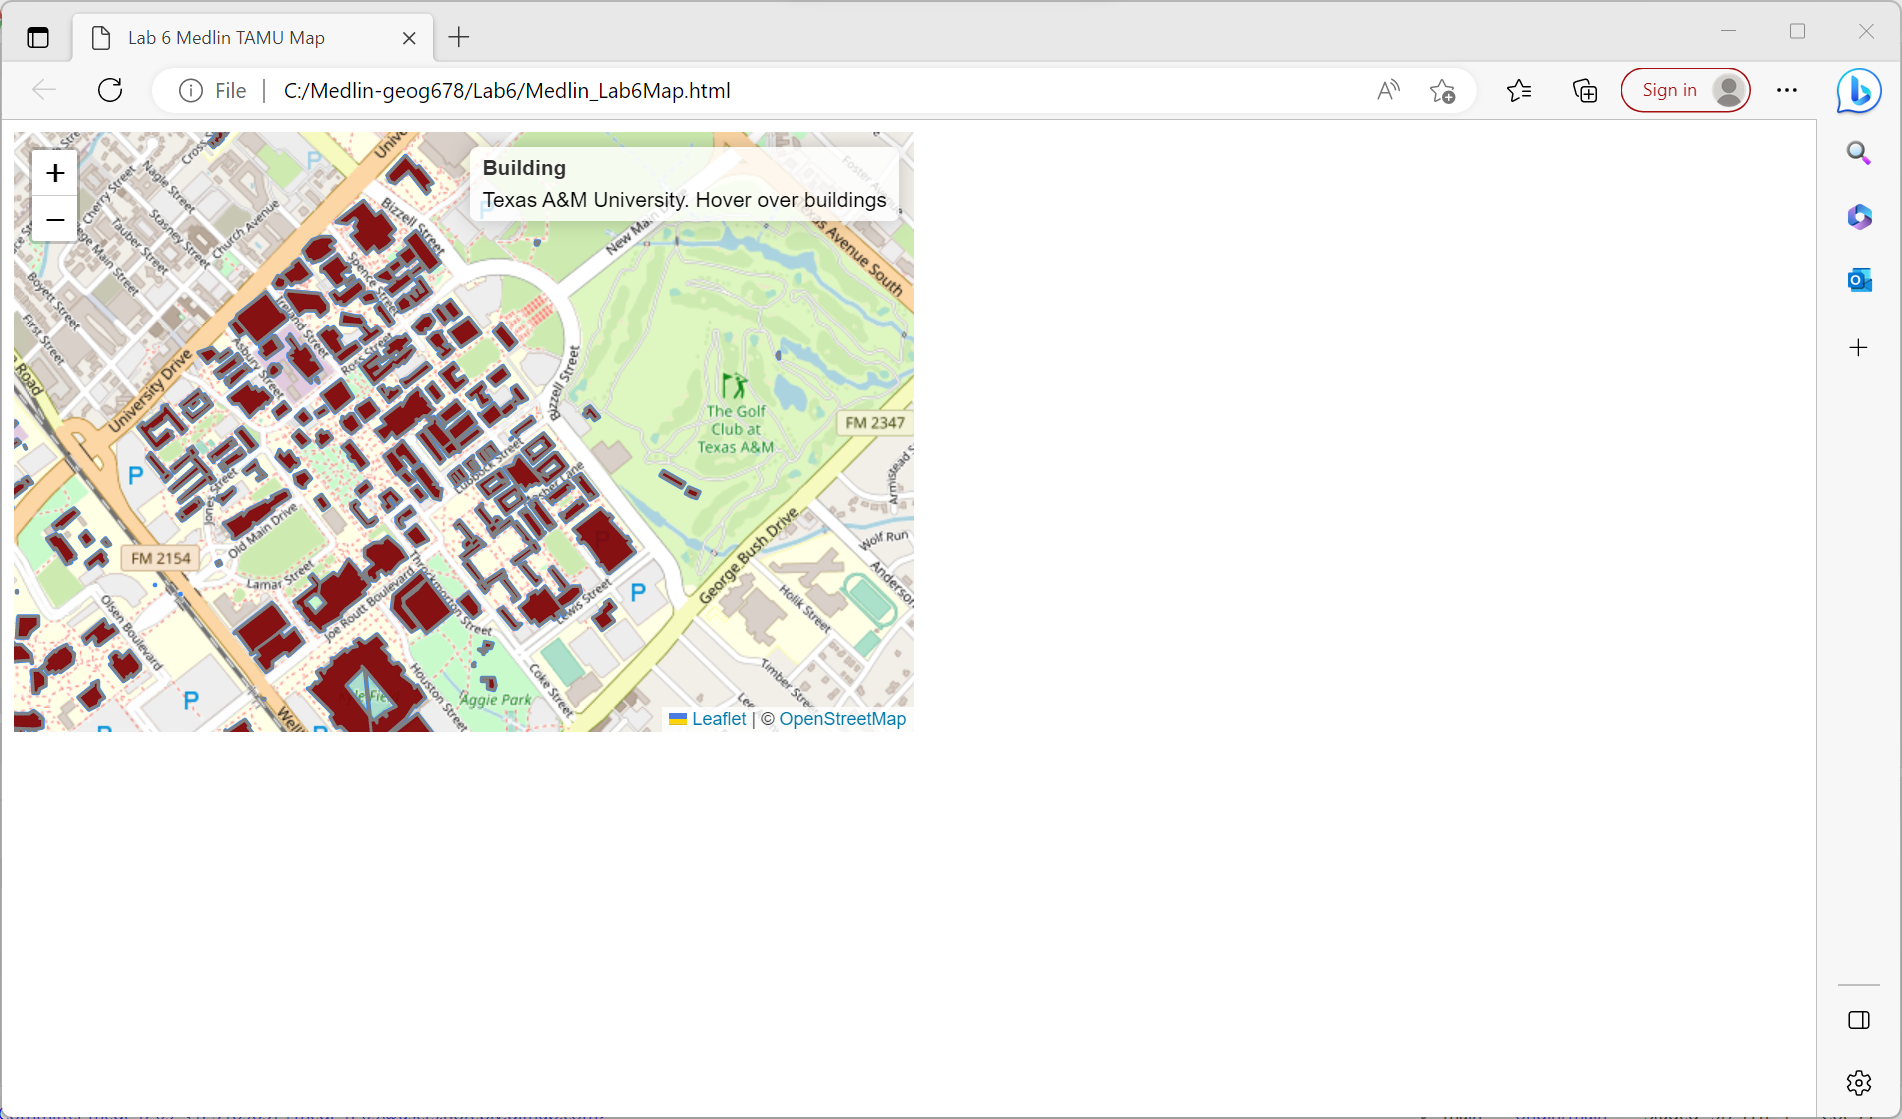 Lab 6 Medlin TAMU Map
File
C:/Medlin-geog678/Lab6/Medlin_Lab6Map.html
Sign in
+
−
Building
Texas A&M University. Hover over buildings
Cross
Nagle Street
Cherry Street
Stasney Street
Church Avenue
Tauber Street
Main Street
Boyett Street
First Street
Road
University Drive
Bizzell Street
Spence Street
Ireland Street
Asbury Street
Ross Street
New Ma
Texas Avenue South
Bizzell Street
The Golf
Club at
Texas A&M
FM 2347
Armistead S
P
Jones Street
Lubbock Street
Old Main Drive
FM 2154
Lamar Street
Joe Routt Boulevard
Throckmorton Street
Lewis Street
P
George Bush Drive
Wolf Run
Anderson
Holik Street
Olsen Boulevard
P
Houston Street
Coke Street
Aggie Park
Timber Street
Leaflet | © OpenStreetMap